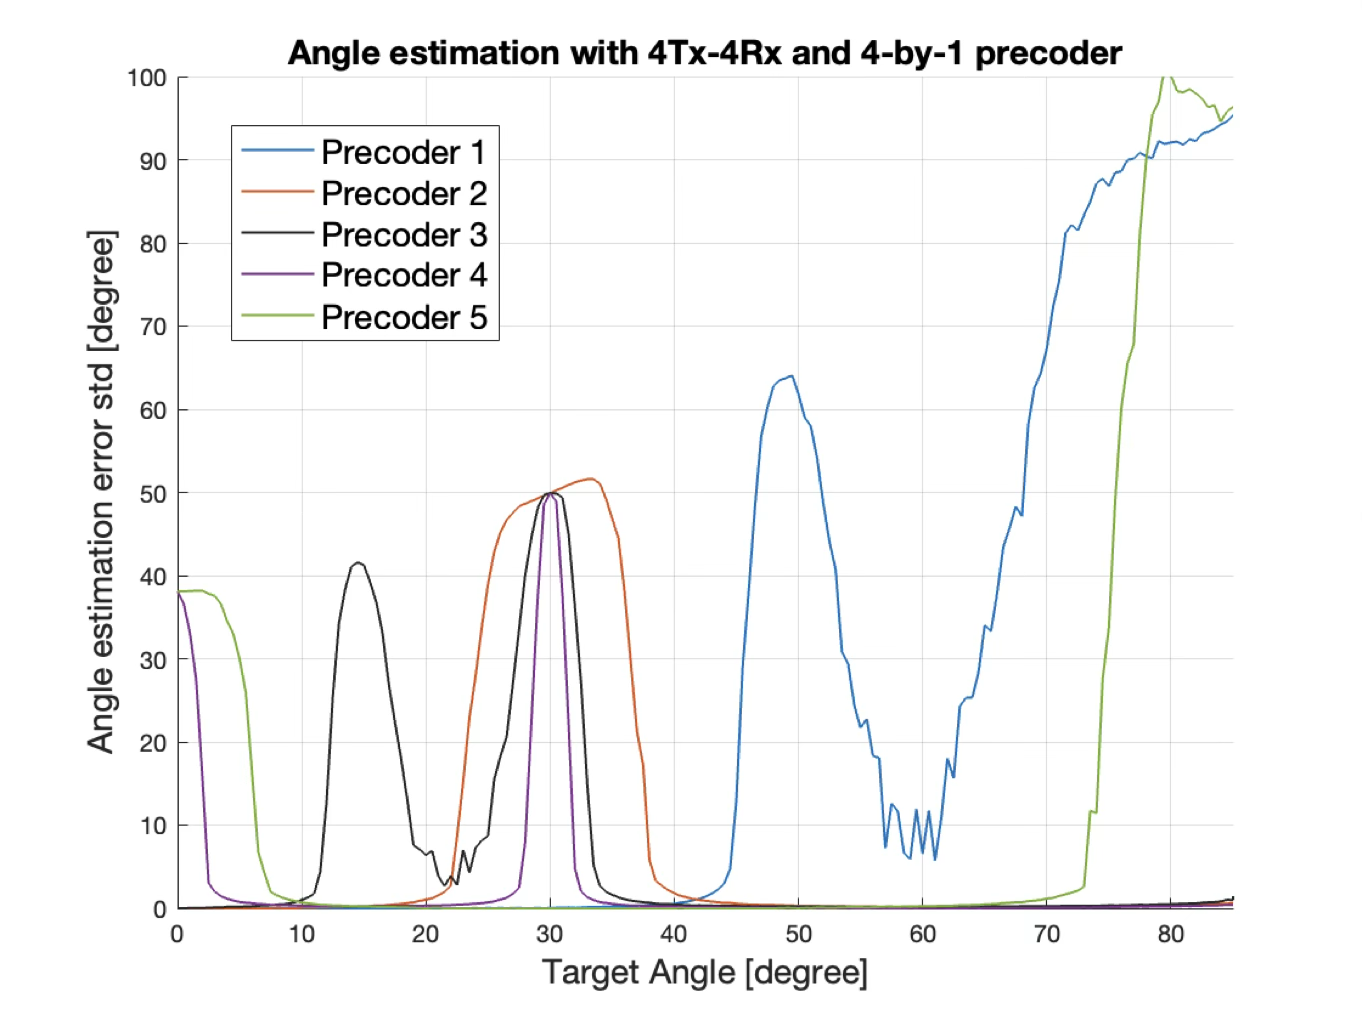 Angle estimation with 4Tx-4Rx and 4-by-1 precoder
100
90
80
70
60
50
40
30
20
10
0
Angle estimation error std [degree]
Precoder 1
Precoder 2
Precoder 3
Precoder 4
Precoder 5
0 10 20 30 40 50 60 70 80
Target Angle [degree]